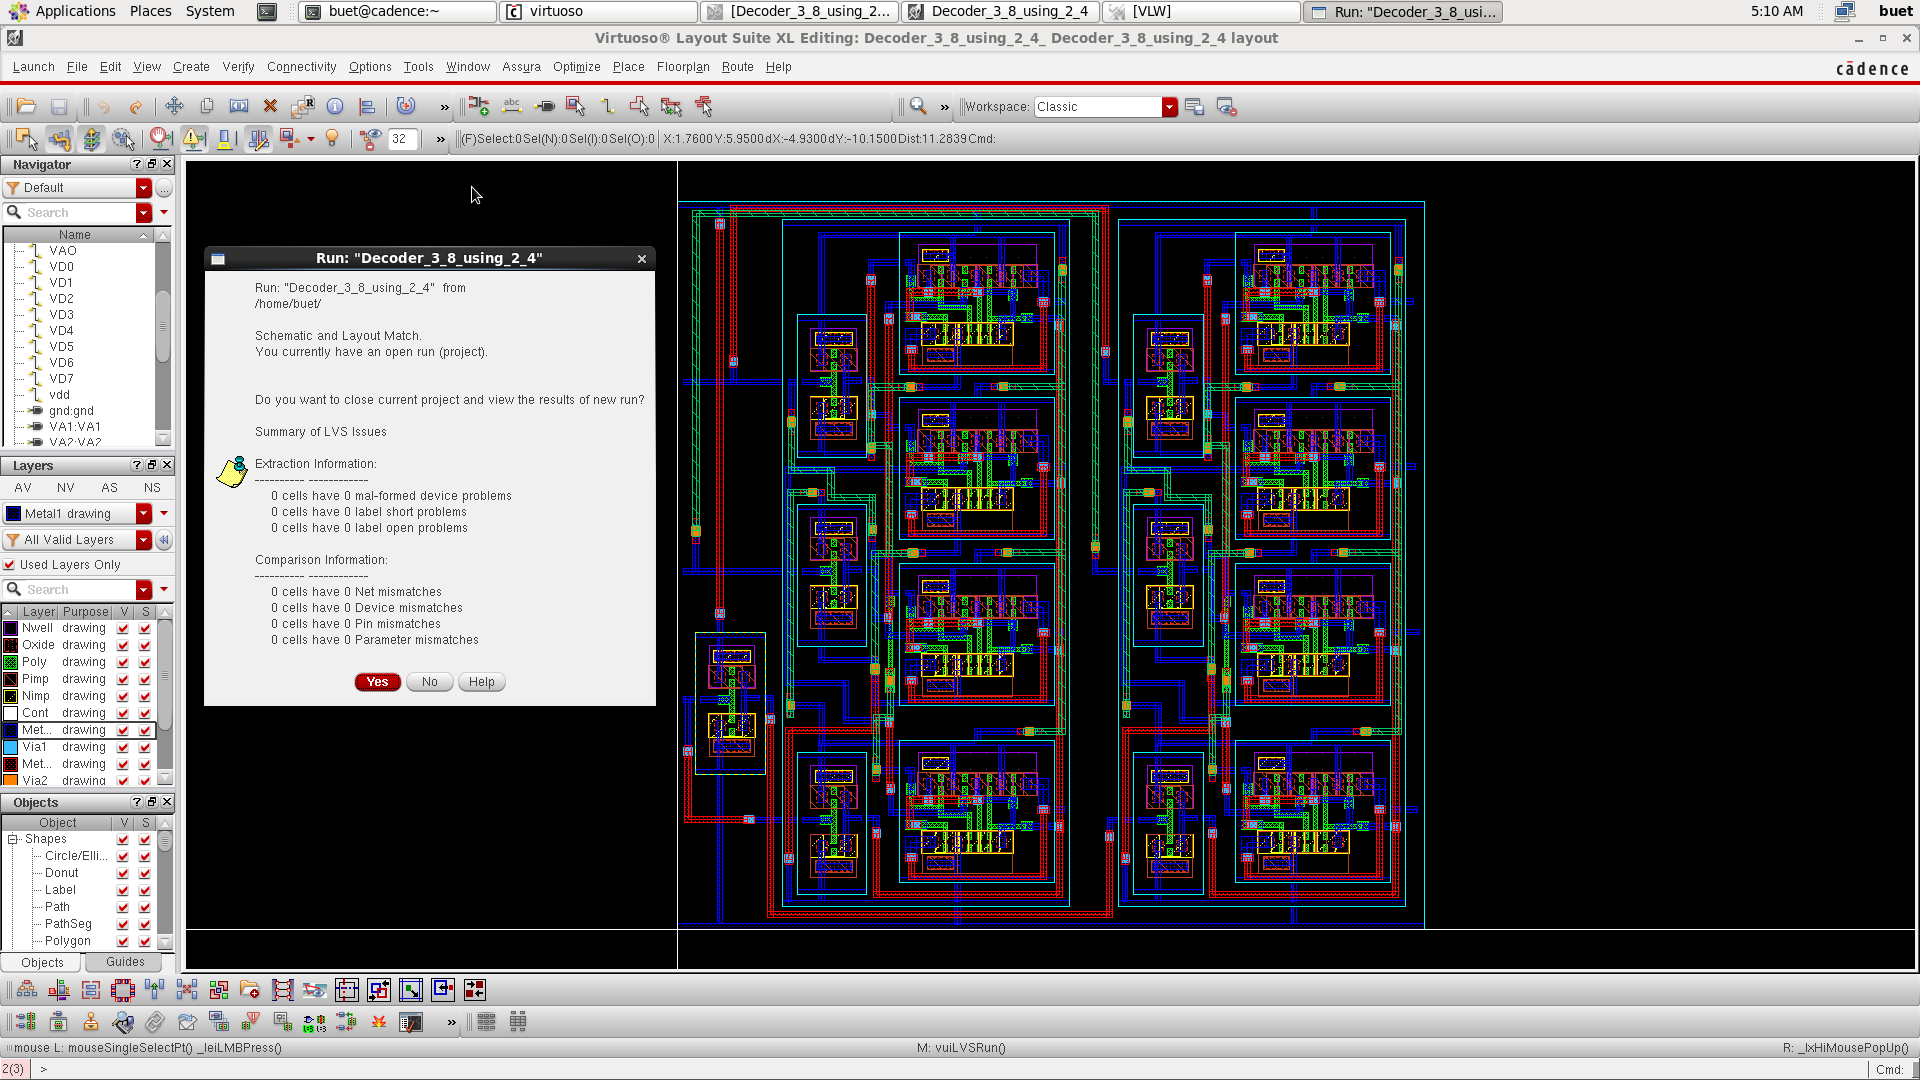 Applications Places System
buet@cadence:~
virtuoso
[Decoder_3_8_using_2...
Decoder_3_8_using_2_4
[VLW]
Run: "Decoder_3_8_usi...
5:10 AM
buet
Virtuoso® Layout Suite XL Editing: Decoder_3_8_using_2_4_ Decoder_3_8_using_2_4 layout
Launch File Edit View Create Verify Connectivity Options Tools Window Assura Optimize Place Floorplan Route Help
cādence
abc
R
»
»
»
Workspace: Classic
32
»
(F)Select:0 Sel(N):0 Sel(I):0 Sel(O):0 X:1.7600 Y:5.9500 dX:-4.9300 dY:-10.1500 Dist:11.2839 Cmd:
Navigator
Default
Search
Name
VAO
VD0
VD1
VD2
VD3
VD4
VD5
VD6
VD7
vdd
gnd:gnd
VA1:VA1
VA2:VA2
Layers
AV NV AS NS
Metal1 drawing
All Valid Layers
Used Layers Only
Search
Layer Purpose V S
Nwell drawing
Oxide drawing
Poly drawing
Pimp drawing
Nimp drawing
Cont drawing
Met... drawing
Via1 drawing
Met... drawing
Via2 drawing
Objects
Object V S
Shapes
Circle/Elli...
Donut
Label
Path
PathSeg
Polygon
Objects Guides
Run: "Decoder_3_8_using_2_4"
Run: "Decoder_3_8_using_2_4" from
/home/buet/
Schematic and Layout Match.
You currently have an open run (project).
Do you want to close current project and view the results of new run?
Summary of LVS Issues
Extraction Information:
---------- ------------
0 cells have 0 mal-formed device problems
0 cells have 0 label short problems
0 cells have 0 label open problems
Comparison Information:
---------- ------------
0 cells have 0 Net mismatches
0 cells have 0 Device mismatches
0 cells have 0 Pin mismatches
0 cells have 0 Parameter mismatches
Yes No Help
»
mouse L: mouseSingleSelectPt() _leiLMBPress()
M: vuiLVSRun()
R: _lxHiMousePopUp()
2(3) >
Cmd: